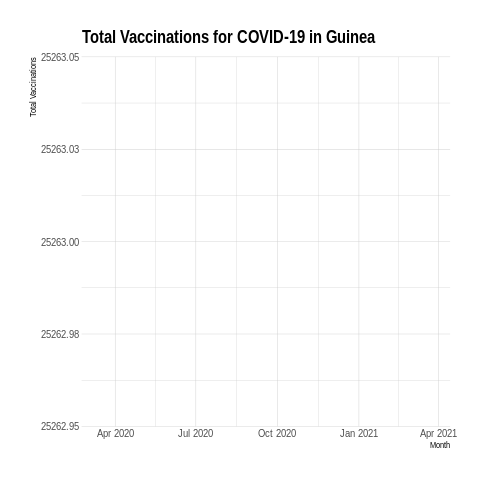 Total Vaccinations for COVID-19 in Guinea
Total Vaccinations
25263.05
25263.03
25263.00
25262.98
25262.95
Apr 2020 Jul 2020 Oct 2020 Jan 2021 Apr 2021
Month